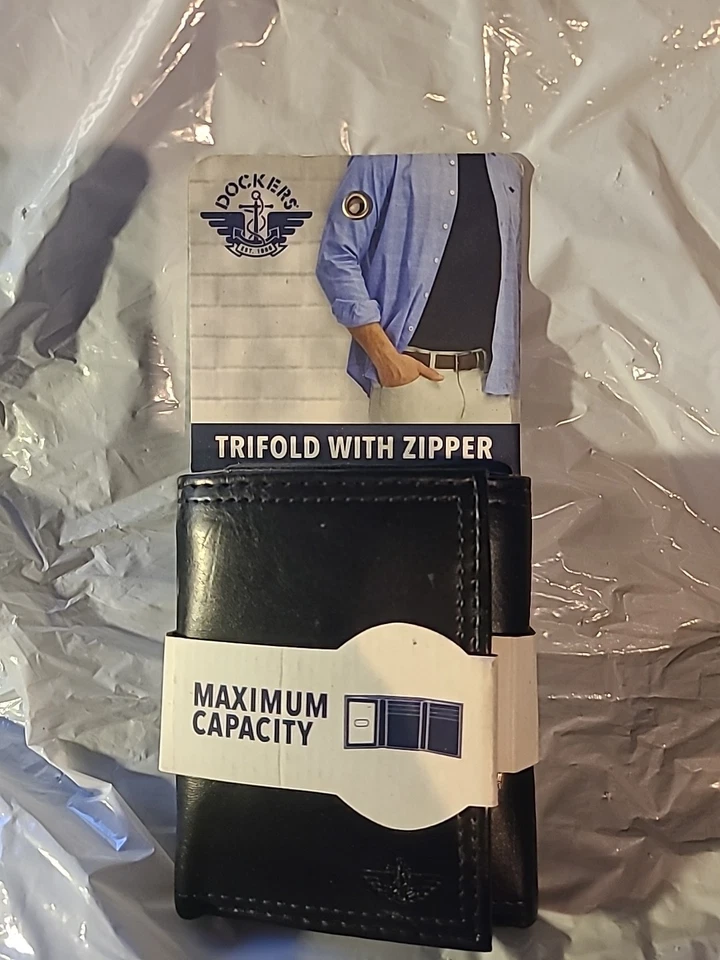 DOCKERS
EST. 1986
TRIFOLD WITH ZIPPER
MAXIMUM
CAPACITY